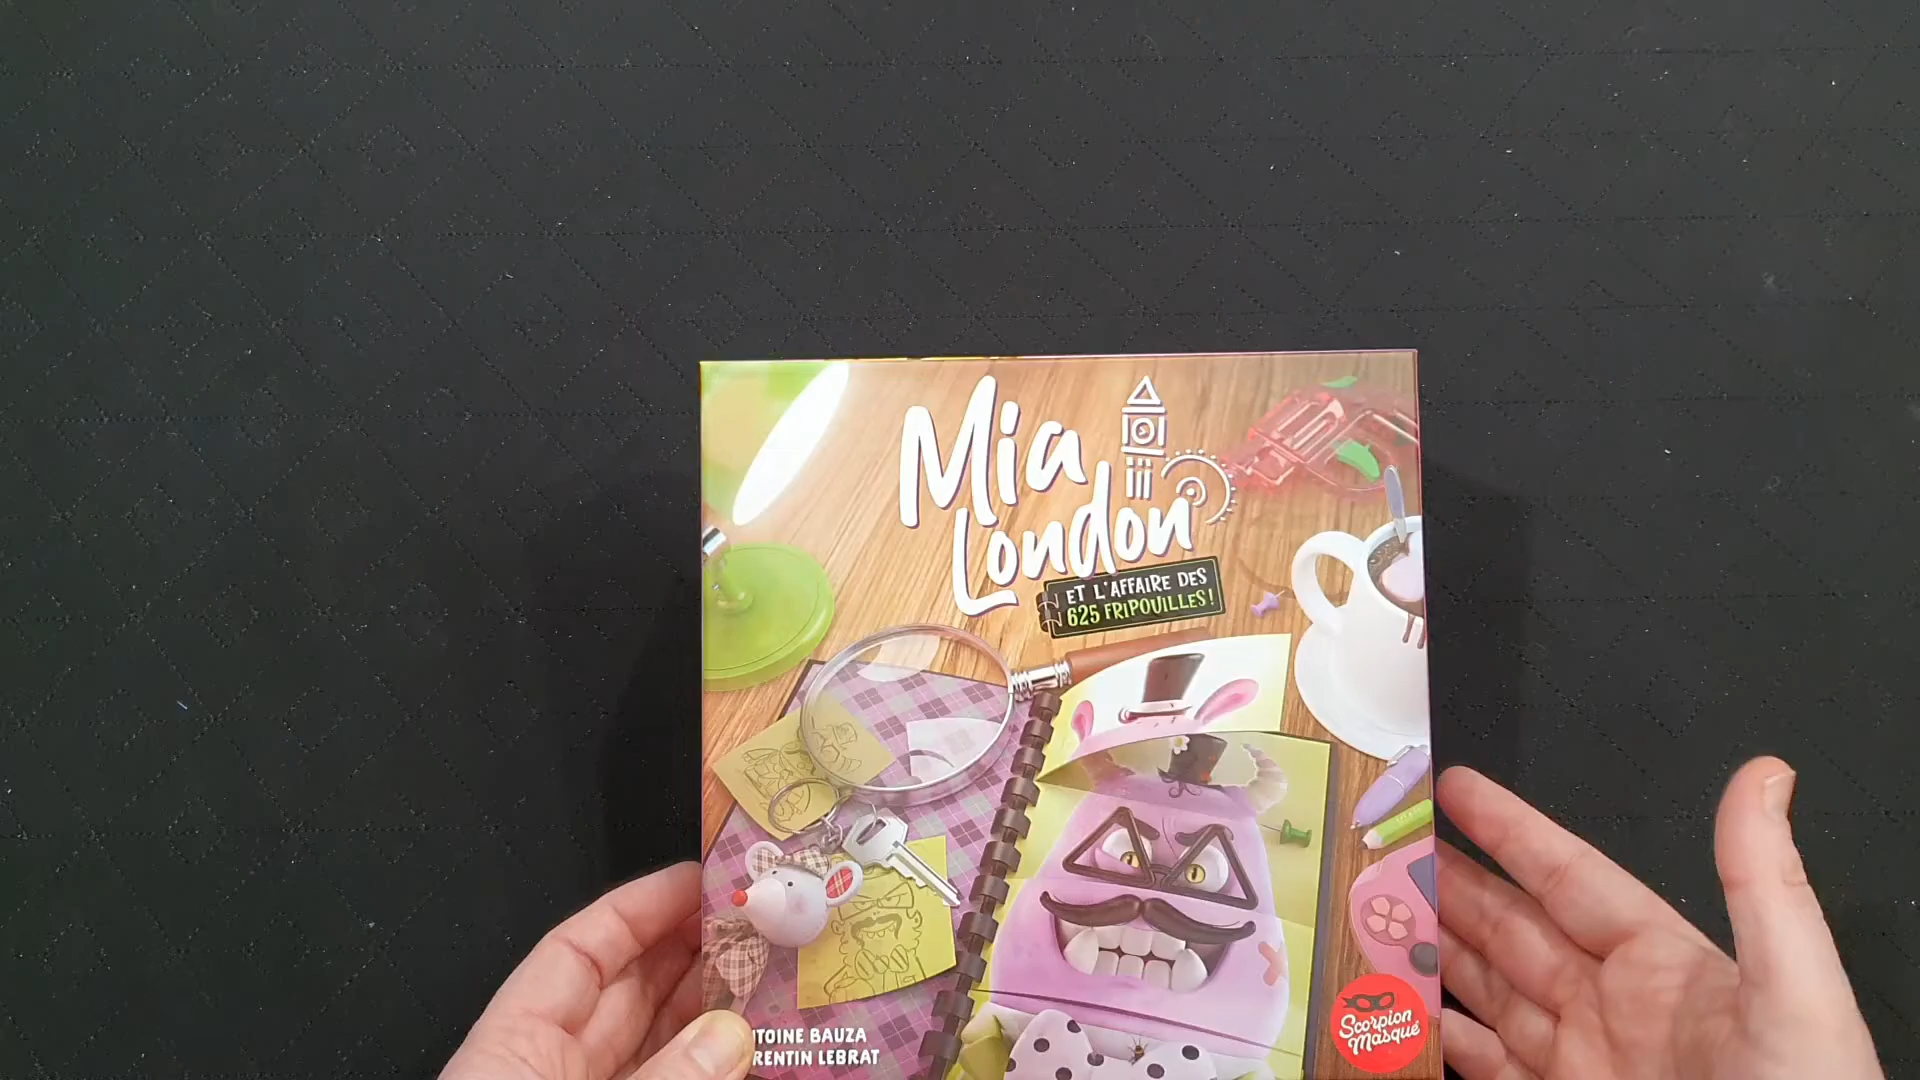 Mia
London
ET L'AFFAIRE DES
625 FRIPOUILLES!
TOINE BAUZA
RENTIN LEBRAT
Scorpion
Masqué